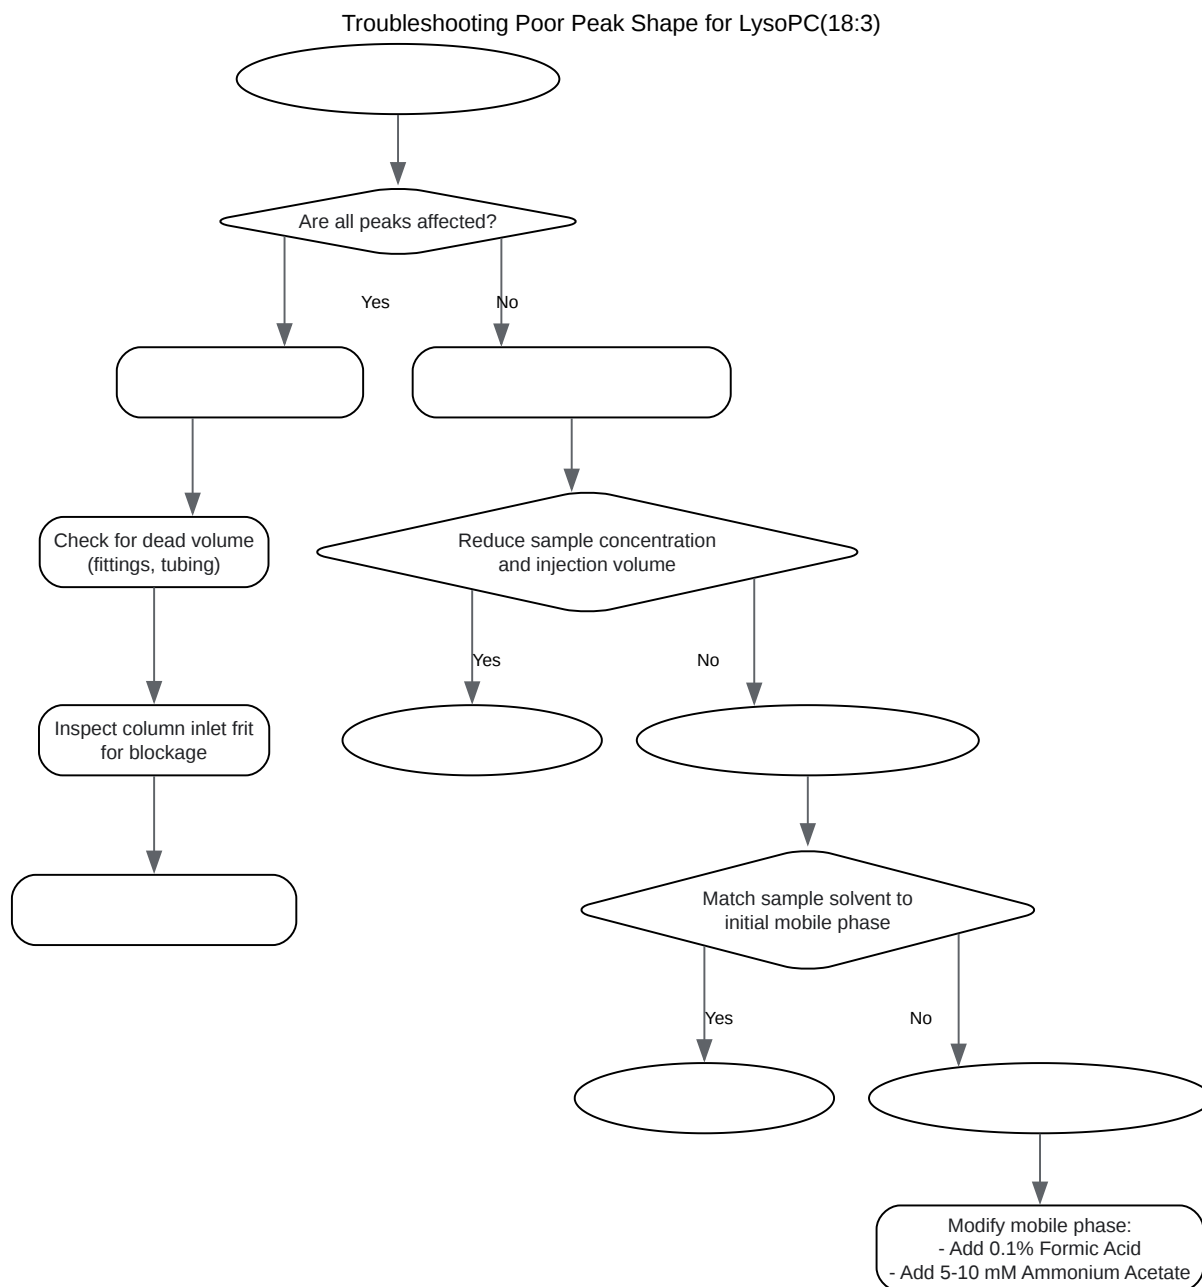 Troubleshooting Poor Peak Shape for LysoPC(18:3)
Are all peaks affected?
Yes
No
Check for dead volume
(fittings, tubing)
Reduce sample concentration
and injection volume
Yes
No
Inspect column inlet frit
for blockage
Match sample solvent to
initial mobile phase
Yes
No
Modify mobile phase:
- Add 0.1% Formic Acid
- Add 5-10 mM Ammonium Acetate